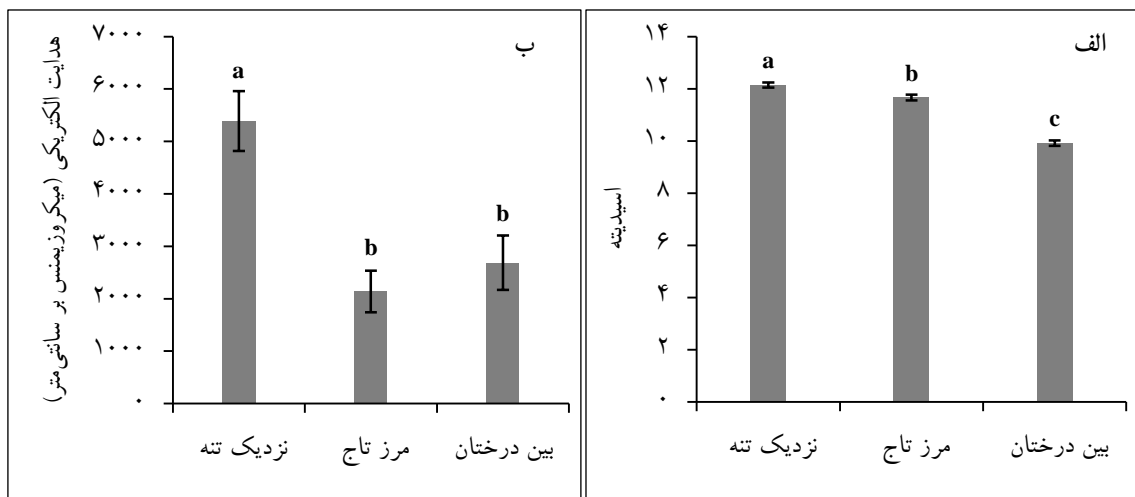 الف
اسیدیته
۱۴
۱۲
۱۰
۸
۶
۴
۲
۰
a
b
c
نزدیک تنه
مرز تاج
بین درختان
ب
هدایت الکتریکی (میکروزیمنس بر سانتی‌متر)
۷۰۰۰
۶۰۰۰
۵۰۰۰
۴۰۰۰
۳۰۰۰
۲۰۰۰
۱۰۰۰
۰
a
b
b
نزدیک تنه
مرز تاج
بین درختان